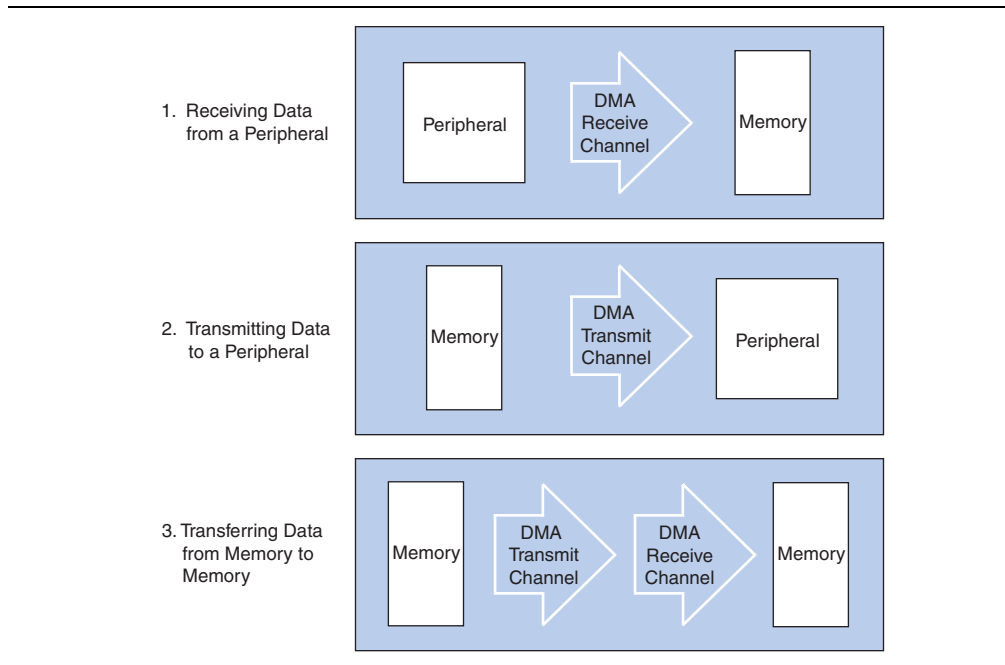 1. Receiving Data
from a Peripheral
Peripheral
DMA
Receive
Channel
Memory
2. Transmitting Data
to a Peripheral
Memory
DMA
Transmit
Channel
Peripheral
3. Transferring Data
from Memory to
Memory
Memory
DMA
Transmit
Channel
DMA
Receive
Channel
Memory